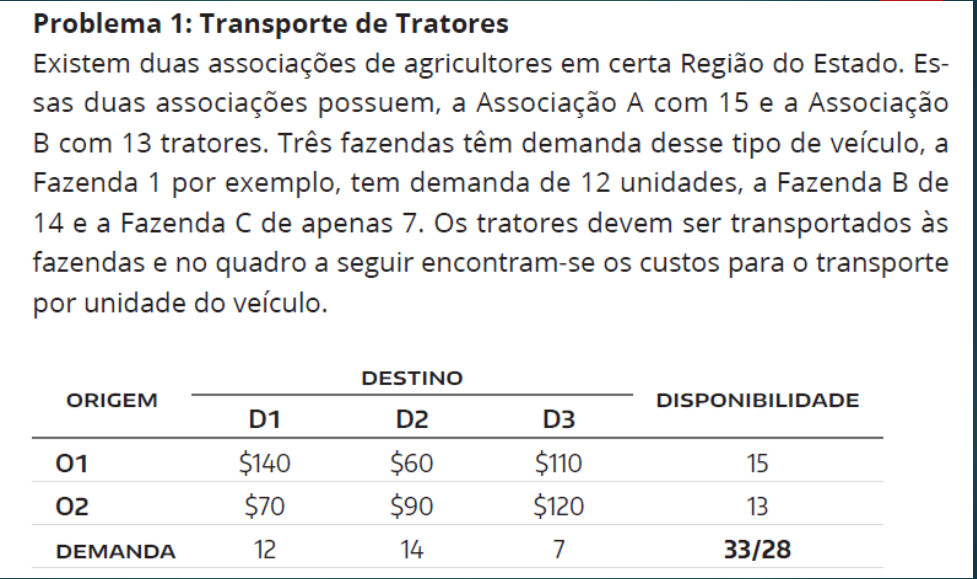 Problema 1: Transporte de Tratores
Existem duas associações de agricultores em certa Região do Estado. Es-
sas duas associações possuem, a Associação A com 15 e a Associação
B com 13 tratores. Três fazendas têm demanda desse tipo de veículo, a
Fazenda 1 por exemplo, tem demanda de 12 unidades, a Fazenda B de
14 e a Fazenda C de apenas 7. Os tratores devem ser transportados às
fazendas e no quadro a seguir encontram-se os custos para o transporte
por unidade do veículo.
DESTINO
ORIGEM DISPONIBILIDADE
D1 D2 D3
O1 $140 $60 $110 15
O2 $70 $90 $120 13
DEMANDA 12 14 7 33/28